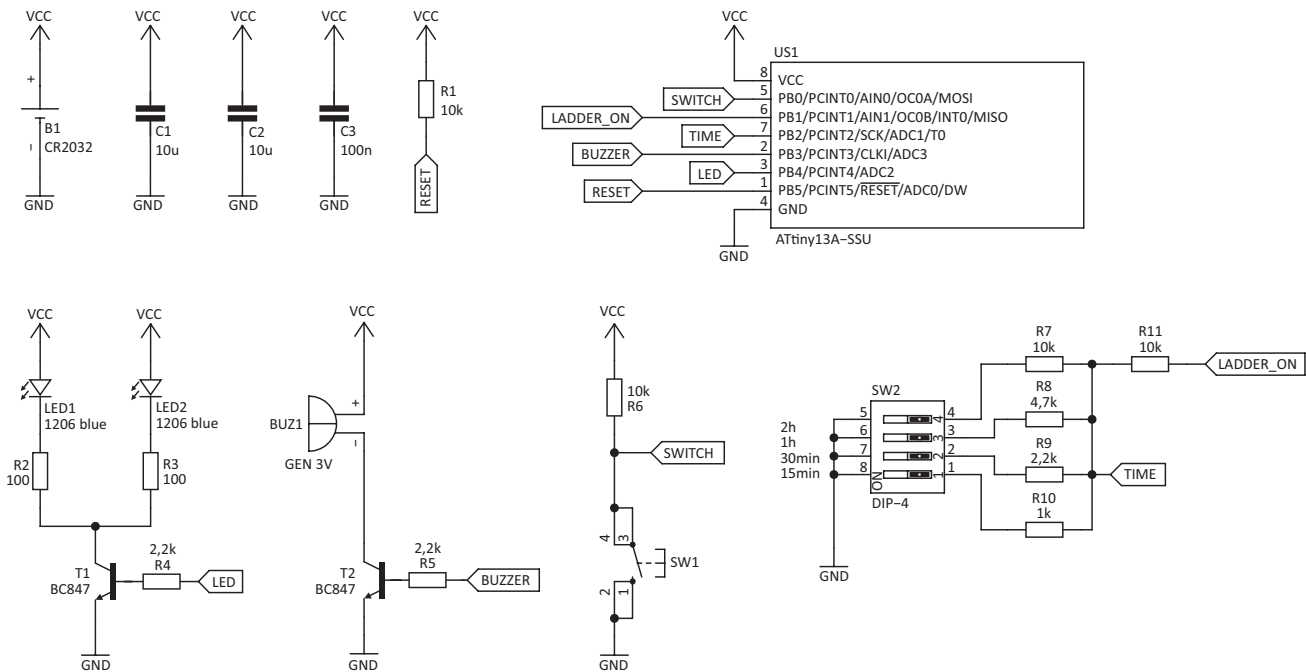 VCC
+
B1
-
CR2032
GND
VCC
C1
10u
GND
VCC
C2
10u
GND
VCC
C3
100n
GND
VCC
R1
10k
RESET
VCC
US1
8 VCC
SWITCH 5 PB0/PCINT0/AIN0/OC0A/MOSI
LADDER_ON 6 PB1/PCINT1/AIN1/OC0B/INT0/MISO
TIME 7 PB2/PCINT2/SCK/ADC1/T0
BUZZER 2 PB3/PCINT3/CLKI/ADC3
LED 3 PB4/PCINT4/ADC2
RESET 1 PB5/PCINT5/RESET/ADC0/DW
4 GND
GND
ATtiny13A-SSU
VCC
LED1
1206 blue
R2
100
VCC
LED2
1206 blue
R3
100
T1
BC847
2,2k
R4
LED
GND
VCC
BUZ1
+
-
GEN 3V
T2
BC847
2,2k
R5
BUZZER
GND
VCC
10k
R6
SWITCH
4 3
SW1
2 1
GND
SW2
2h 5 4
1h 6 3
30min 7 2
15min 8 1
4
3
2
1
ON
DIP-4
GND
R7
10k
R8
4,7k
R9
2,2k
R10
1k
R11
10k
LADDER_ON
TIME